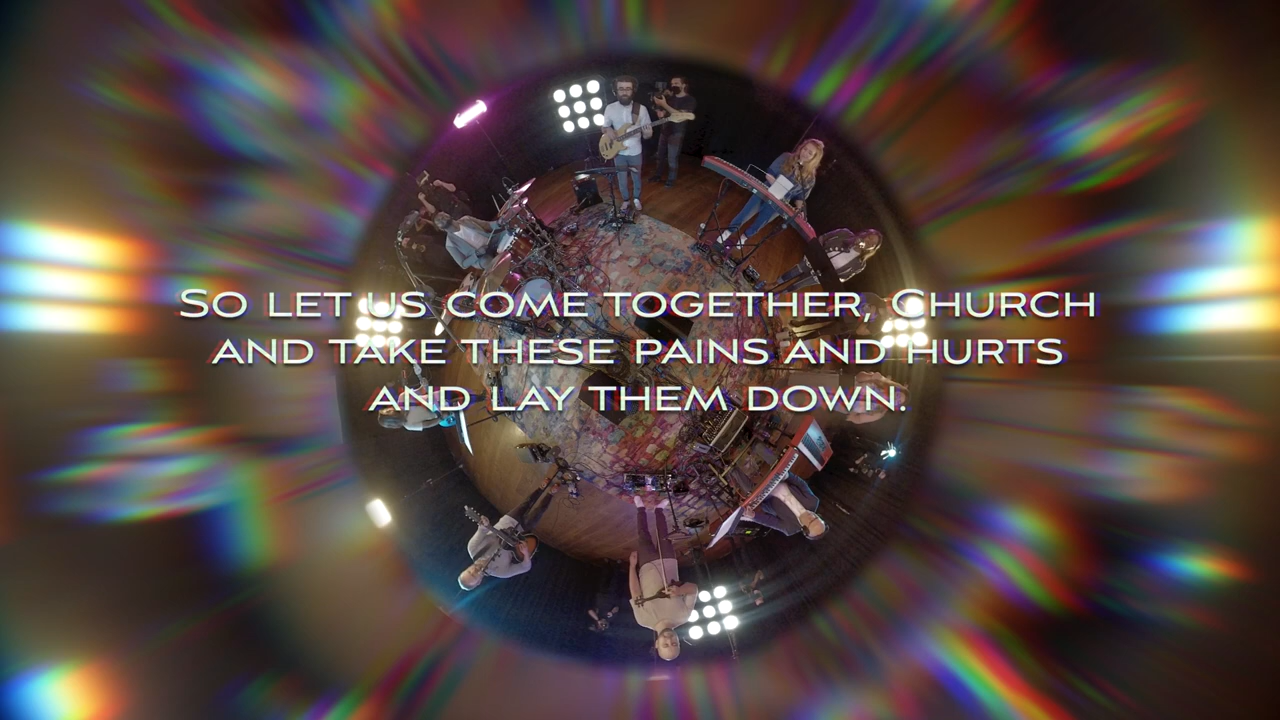 So let us come together, Church
and take these pains and hurts
and lay them down.